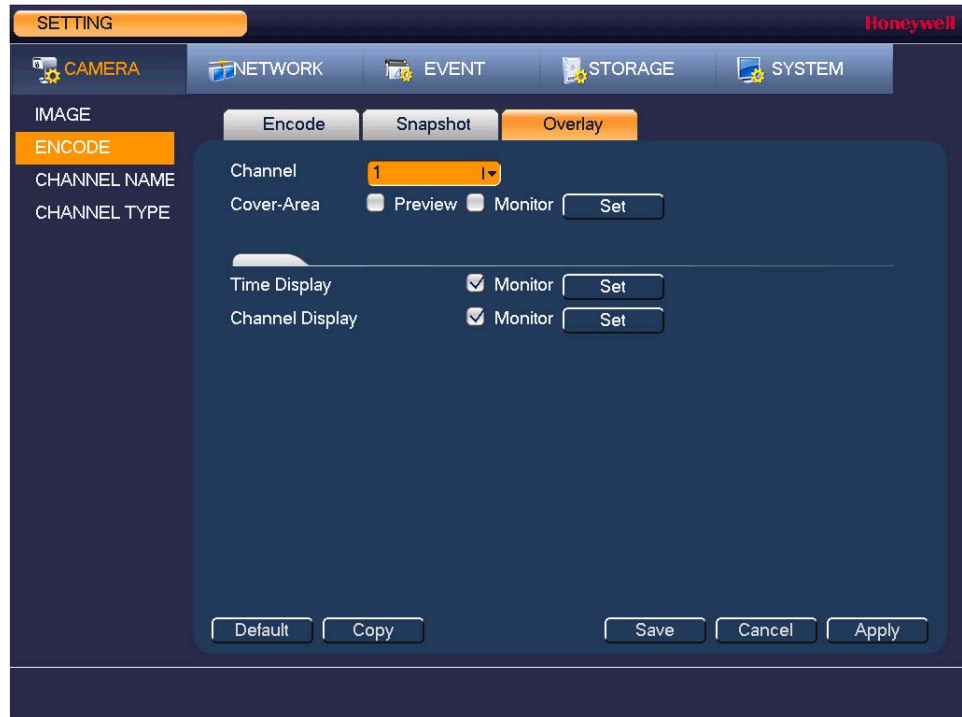 SETTING Honeywell
CAMERA NETWORK EVENT STORAGE SYSTEM
IMAGE
ENCODE
CHANNEL NAME
CHANNEL TYPE
Encode Snapshot Overlay
Channel 1
Cover-Area Preview Monitor Set
Time Display Monitor Set
Channel Display Monitor Set
Default Copy Save Cancel Apply